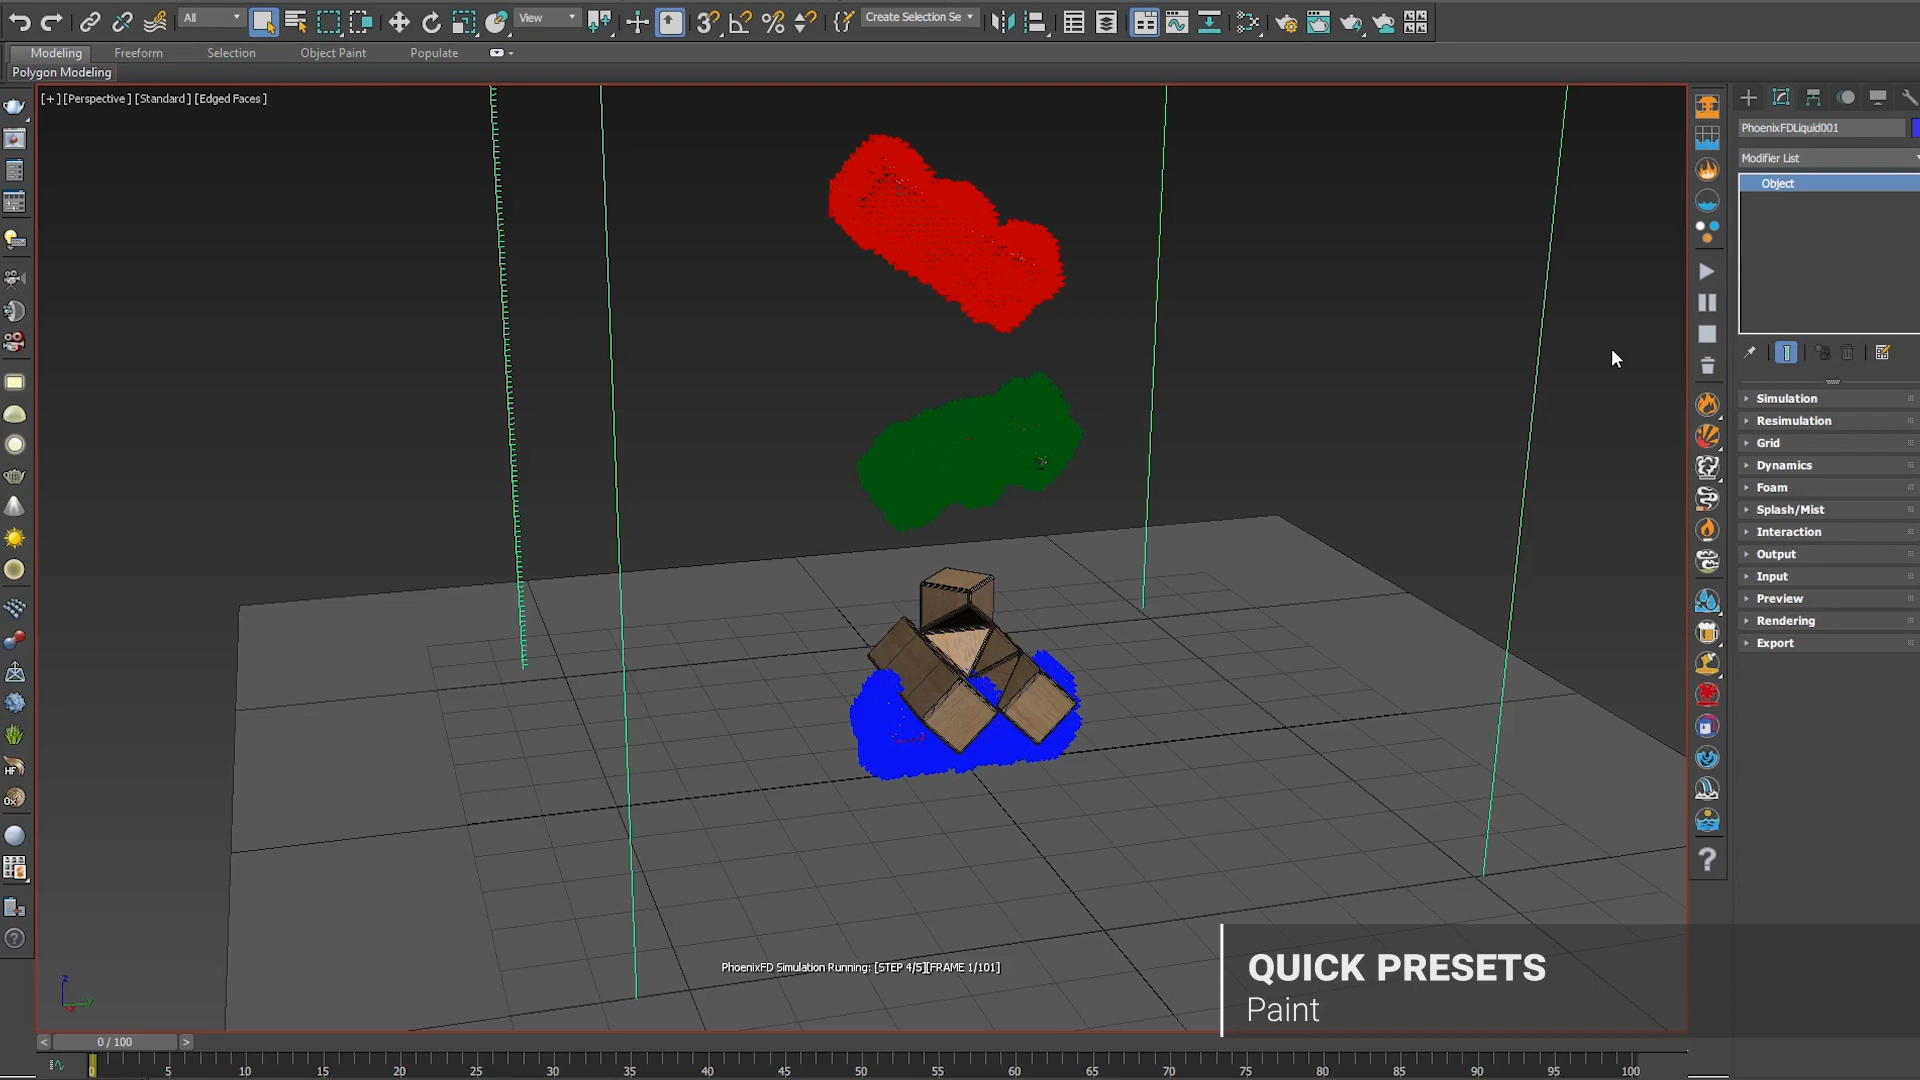 All
View
Create Selection Se
Modeling
Freeform
Selection
Object Paint
Populate
Polygon Modeling
[+] [Perspective] [Standard] [Edged Faces]
PhoenixFDLiquid001
Modifier List
Object
Simulation
Resimulation
Grid
Dynamics
Foam
Splash/Mist
Interaction
Output
Input
Preview
Rendering
Export
PhoenixFD Simulation Running: [STEP 4/5][FRAME 1/101]
QUICK PRESETS
Paint
z
y
x
< 0 / 100 >
0 5 10 15 20 25 30 35 40 45 50 55 60 65 70 75 80 85 90 95 100